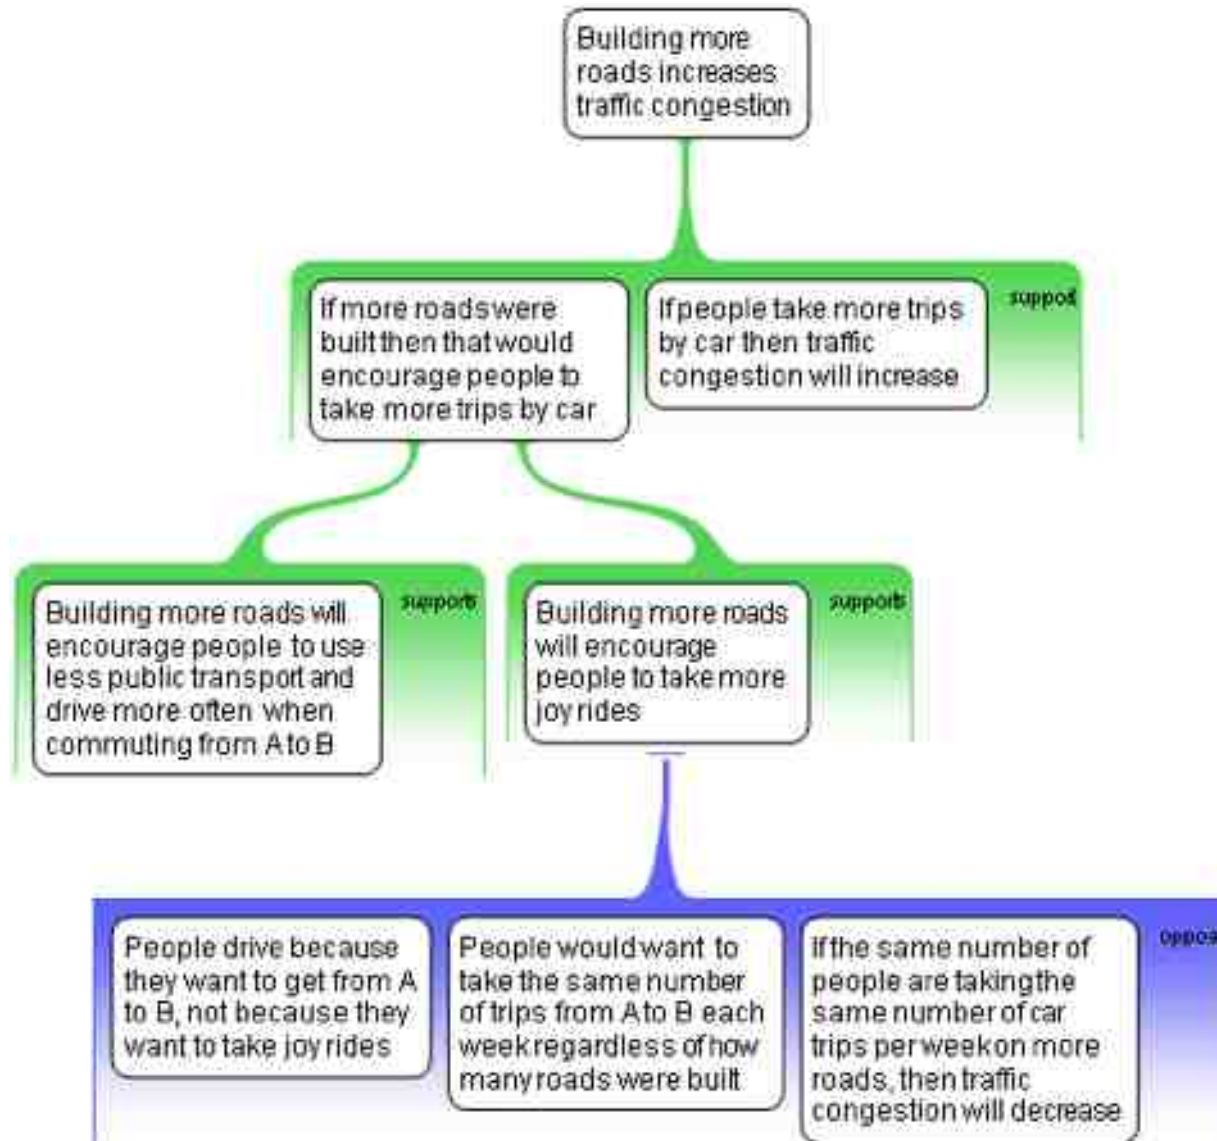 Building more
roads increases
traffic congestion
If more roads were
built then that would
encourage people to
take more trips by car
If people take more trips
by car then traffic
congestion will increase
support
Building more roads will
encourage people to use
less public transport and
drive more often when
commuting from A to B
supports
Building more roads
will encourage
people to take more
joy rides
supports
People drive because
they want to get from A
to B, not because they
want to take joy rides
People would want to
take the same number
of trips from A to B each
week regardless of how
many roads were built
If the same number of
people are taking the
same number of car
trips per week on more
roads, then traffic
congestion will decrease